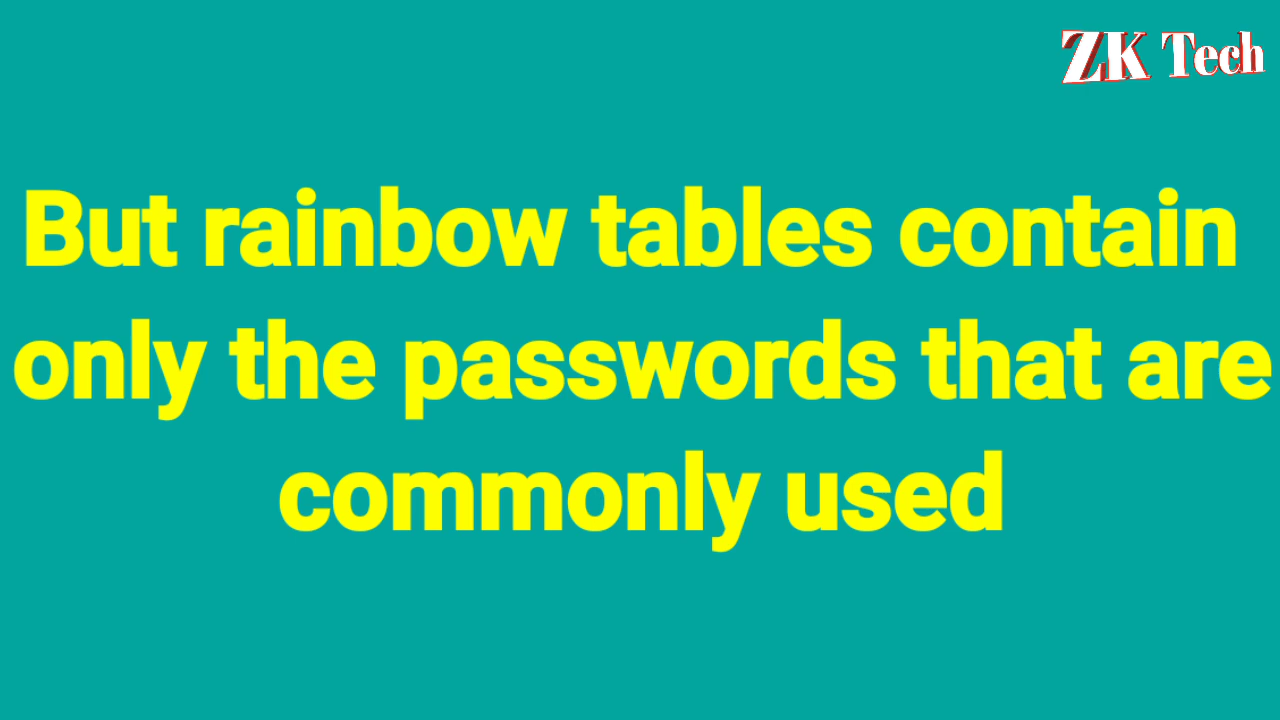 ZK Tech
But rainbow tables contain
only the passwords that are
commonly used